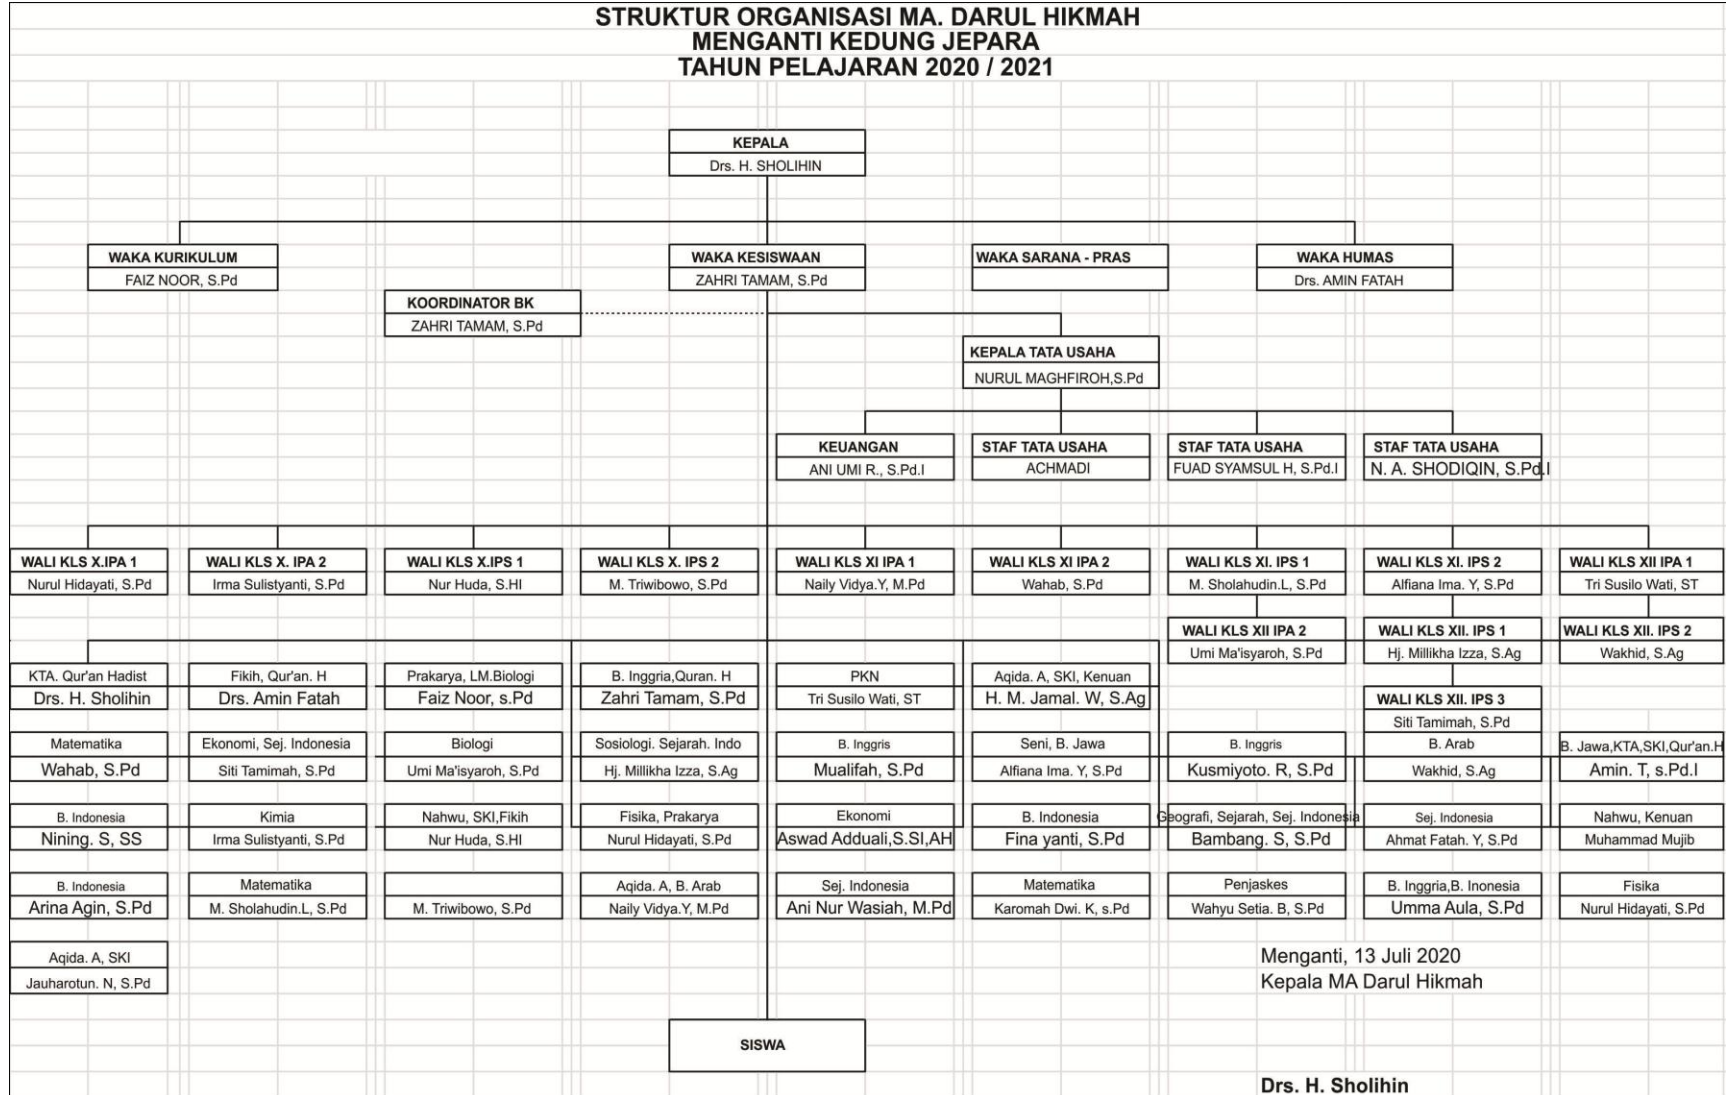 STRUKTUR ORGANISASI MA. DARUL HIKMAH
MENGANTI KEDUNG JEPARA
TAHUN PELAJARAN 2020 / 2021
KEPALA
Drs. H. SHOLIHIN
WAKA KURIKULUM
FAIZ NOOR, S.Pd
WAKA KESISWAAN
ZAHRI TAMAM, S.Pd
WAKA SARANA - PRAS
WAKA HUMAS
Drs. AMIN FATAH
KOORDINATOR BK
ZAHRI TAMAM, S.Pd
KEPALA TATA USAHA
NURUL MAGHFIROH,S.Pd
KEUANGAN
ANI UMI R., S.Pd.I
STAF TATA USAHA
ACHMADI
STAF TATA USAHA
FUAD SYAMSUL H, S.Pd.I
STAF TATA USAHA
N. A. SHODIQIN, S.Pd.I
WALI KLS X.IPA 1
Nurul Hidayati, S.Pd
WALI KLS X. IPA 2
Irma Sulistyanti, S.Pd
WALI KLS X.IPS 1
Nur Huda, S.HI
WALI KLS X. IPS 2
M. Triwibowo, S.Pd
WALI KLS XI IPA 1
Naily Vidya.Y, M.Pd
WALI KLS XI IPA 2
Wahab, S.Pd
WALI KLS XI. IPS 1
M. Sholahudin.L, S.Pd
WALI KLS XI. IPS 2
Alfiana Ima. Y, S.Pd
WALI KLS XII IPA 1
Tri Susilo Wati, ST
WALI KLS XII IPA 2
Umi Ma'isyaroh, S.Pd
WALI KLS XII. IPS 1
Hj. Millikha Izza, S.Ag
WALI KLS XII. IPS 2
Wakhid, S.Ag
WALI KLS XII. IPS 3
Siti Tamimah, S.Pd
KTA. Qur'an Hadist
Drs. H. Sholihin
Fikih, Qur'an. H
Drs. Amin Fatah
Prakarya, LM.Biologi
Faiz Noor, s.Pd
B. Inggria,Quran. H
Zahri Tamam, S.Pd
PKN
Tri Susilo Wati, ST
Aqida. A, SKI, Kenuan
H. M. Jamal. W, S.Ag
Matematika
Wahab, S.Pd
Ekonomi, Sej. Indonesia
Siti Tamimah, S.Pd
Biologi
Umi Ma'isyaroh, S.Pd
Sosiologi. Sejarah. Indo
Hj. Millikha Izza, S.Ag
B. Inggris
Mualifah, S.Pd
Seni, B. Jawa
Alfiana Ima. Y, S.Pd
B. Inggris
Kusmiyoto. R, S.Pd
B. Arab
Wakhid, S.Ag
B. Jawa,KTA,SKI,Qur'an.H
Amin. T, s.Pd.I
B. Indonesia
Nining. S, SS
Kimia
Irma Sulistyanti, S.Pd
Nahwu, SKI,Fikih
Nur Huda, S.HI
Fisika, Prakarya
Nurul Hidayati, S.Pd
Ekonomi
Aswad Adduali,S.SI,AH
B. Indonesia
Fina yanti, S.Pd
Geografi, Sejarah, Sej. Indonesia
Bambang. S, S.Pd
Sej. Indonesia
Ahmat Fatah. Y, S.Pd
Nahwu, Kenuan
Muhammad Mujib
B. Indonesia
Arina Agin, S.Pd
Matematika
M. Sholahudin.L, S.Pd
M. Triwibowo, S.Pd
Aqida. A, B. Arab
Naily Vidya.Y, M.Pd
Sej. Indonesia
Ani Nur Wasiah, M.Pd
Matematika
Karomah Dwi. K, s.Pd
Penjaskes
Wahyu Setia. B, S.Pd
B. Inggria,B. Inonesia
Umma Aula, S.Pd
Fisika
Nurul Hidayati, S.Pd
Aqida. A, SKI
Jauharotun. N, S.Pd
Menganti, 13 Juli 2020
Kepala MA Darul Hikmah
SISWA
Drs. H. Sholihin